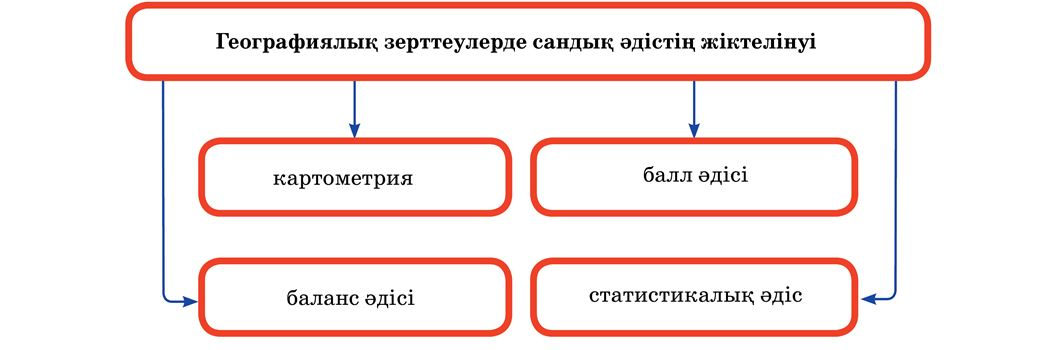 Географиялық зерттеулерде сандық әдістің жіктелінуі
картометрия
балл әдісі
баланс әдісі
статистикалық әдіс